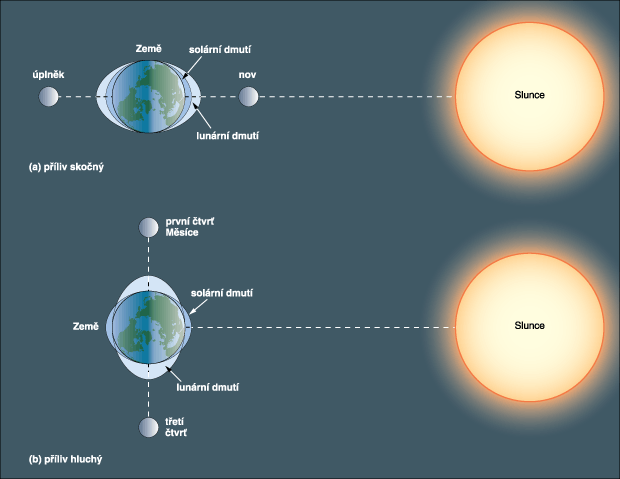 Země
solární dmutí
úplněk
nov
Slunce
lunární dmutí
(a) příliv skočný
první čtvrť
Měsíce
solární dmutí
Země
Slunce
lunární dmutí
třetí
čtvrť
(b) příliv hluchý